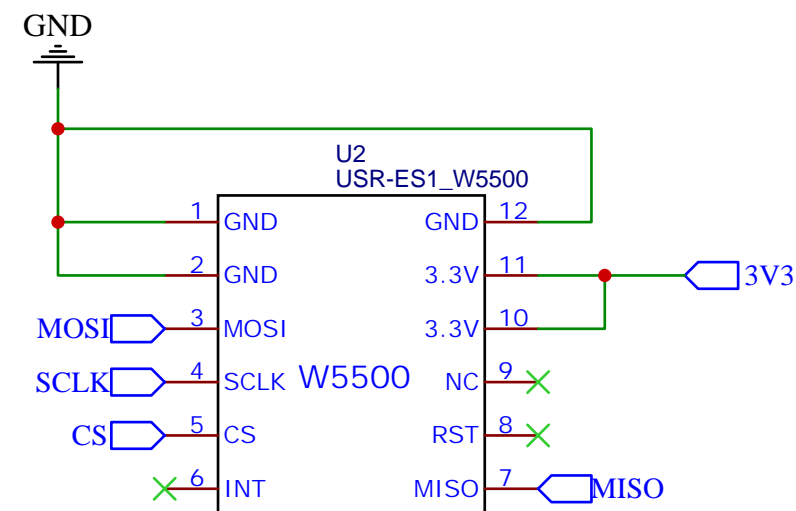 GND
U2
USR-ES1_W5500
1 GND GND 12
2 GND 3.3V 11 3V3
MOSI 3 MOSI 3.3V 10
SCLK 4 SCLK W5500 NC 9
CS 5 CS RST 8
6 INT MISO 7 MISO